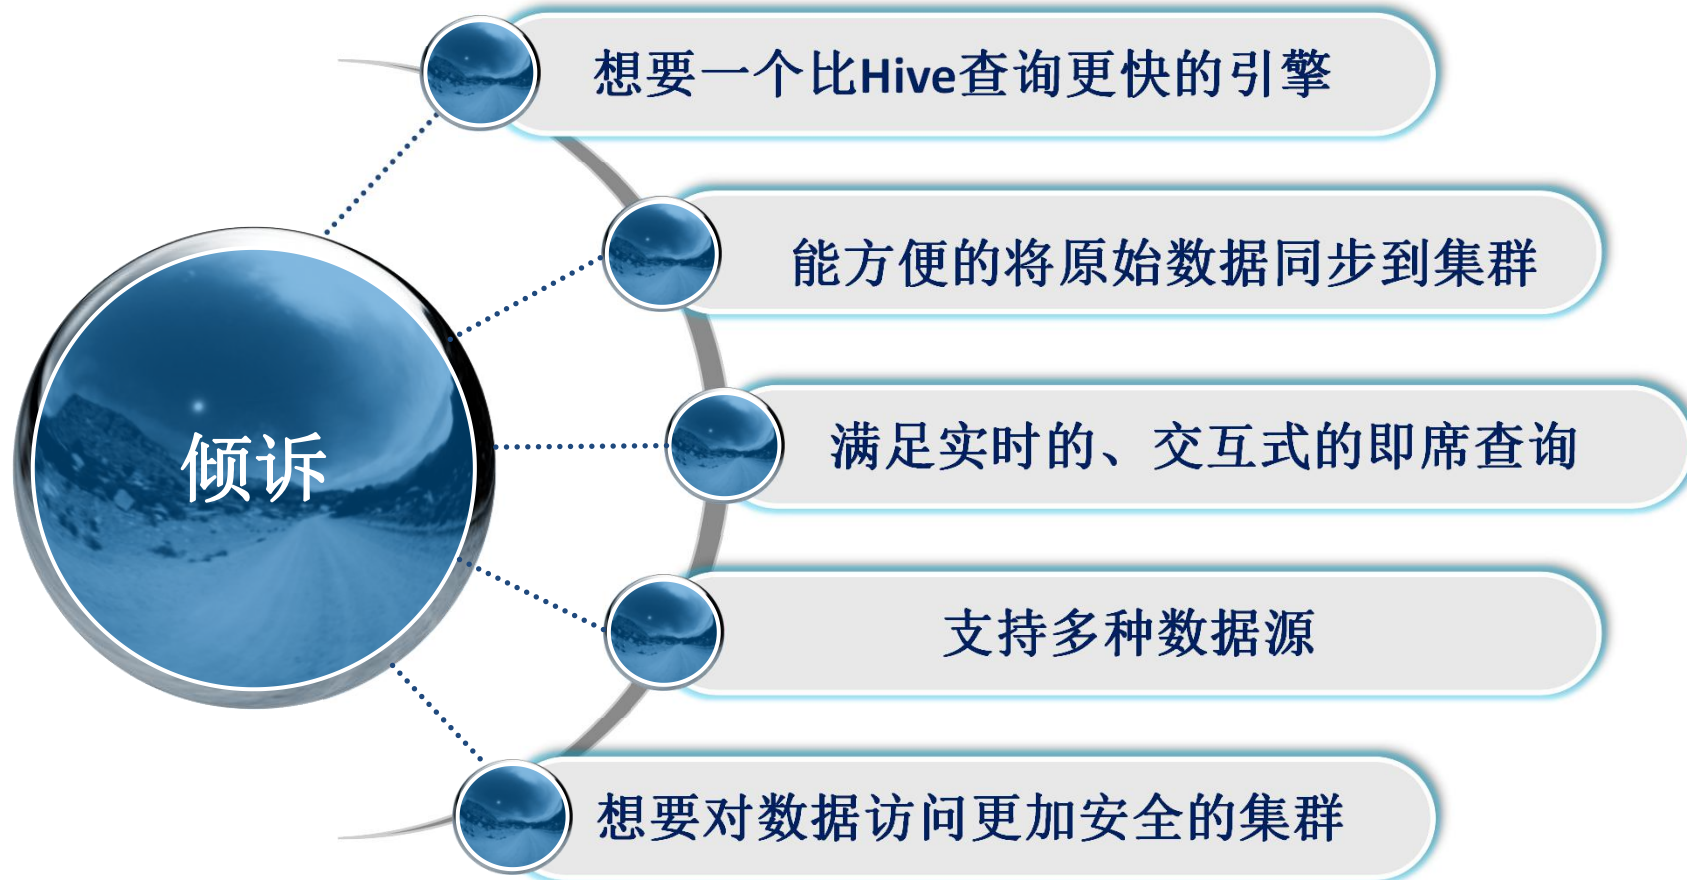 想要一个比Hive查询更快的引擎
能方便的将原始数据同步到集群
倾诉
满足实时的、交互式的即席查询
支持多种数据源
想要对数据访问更加安全的集群